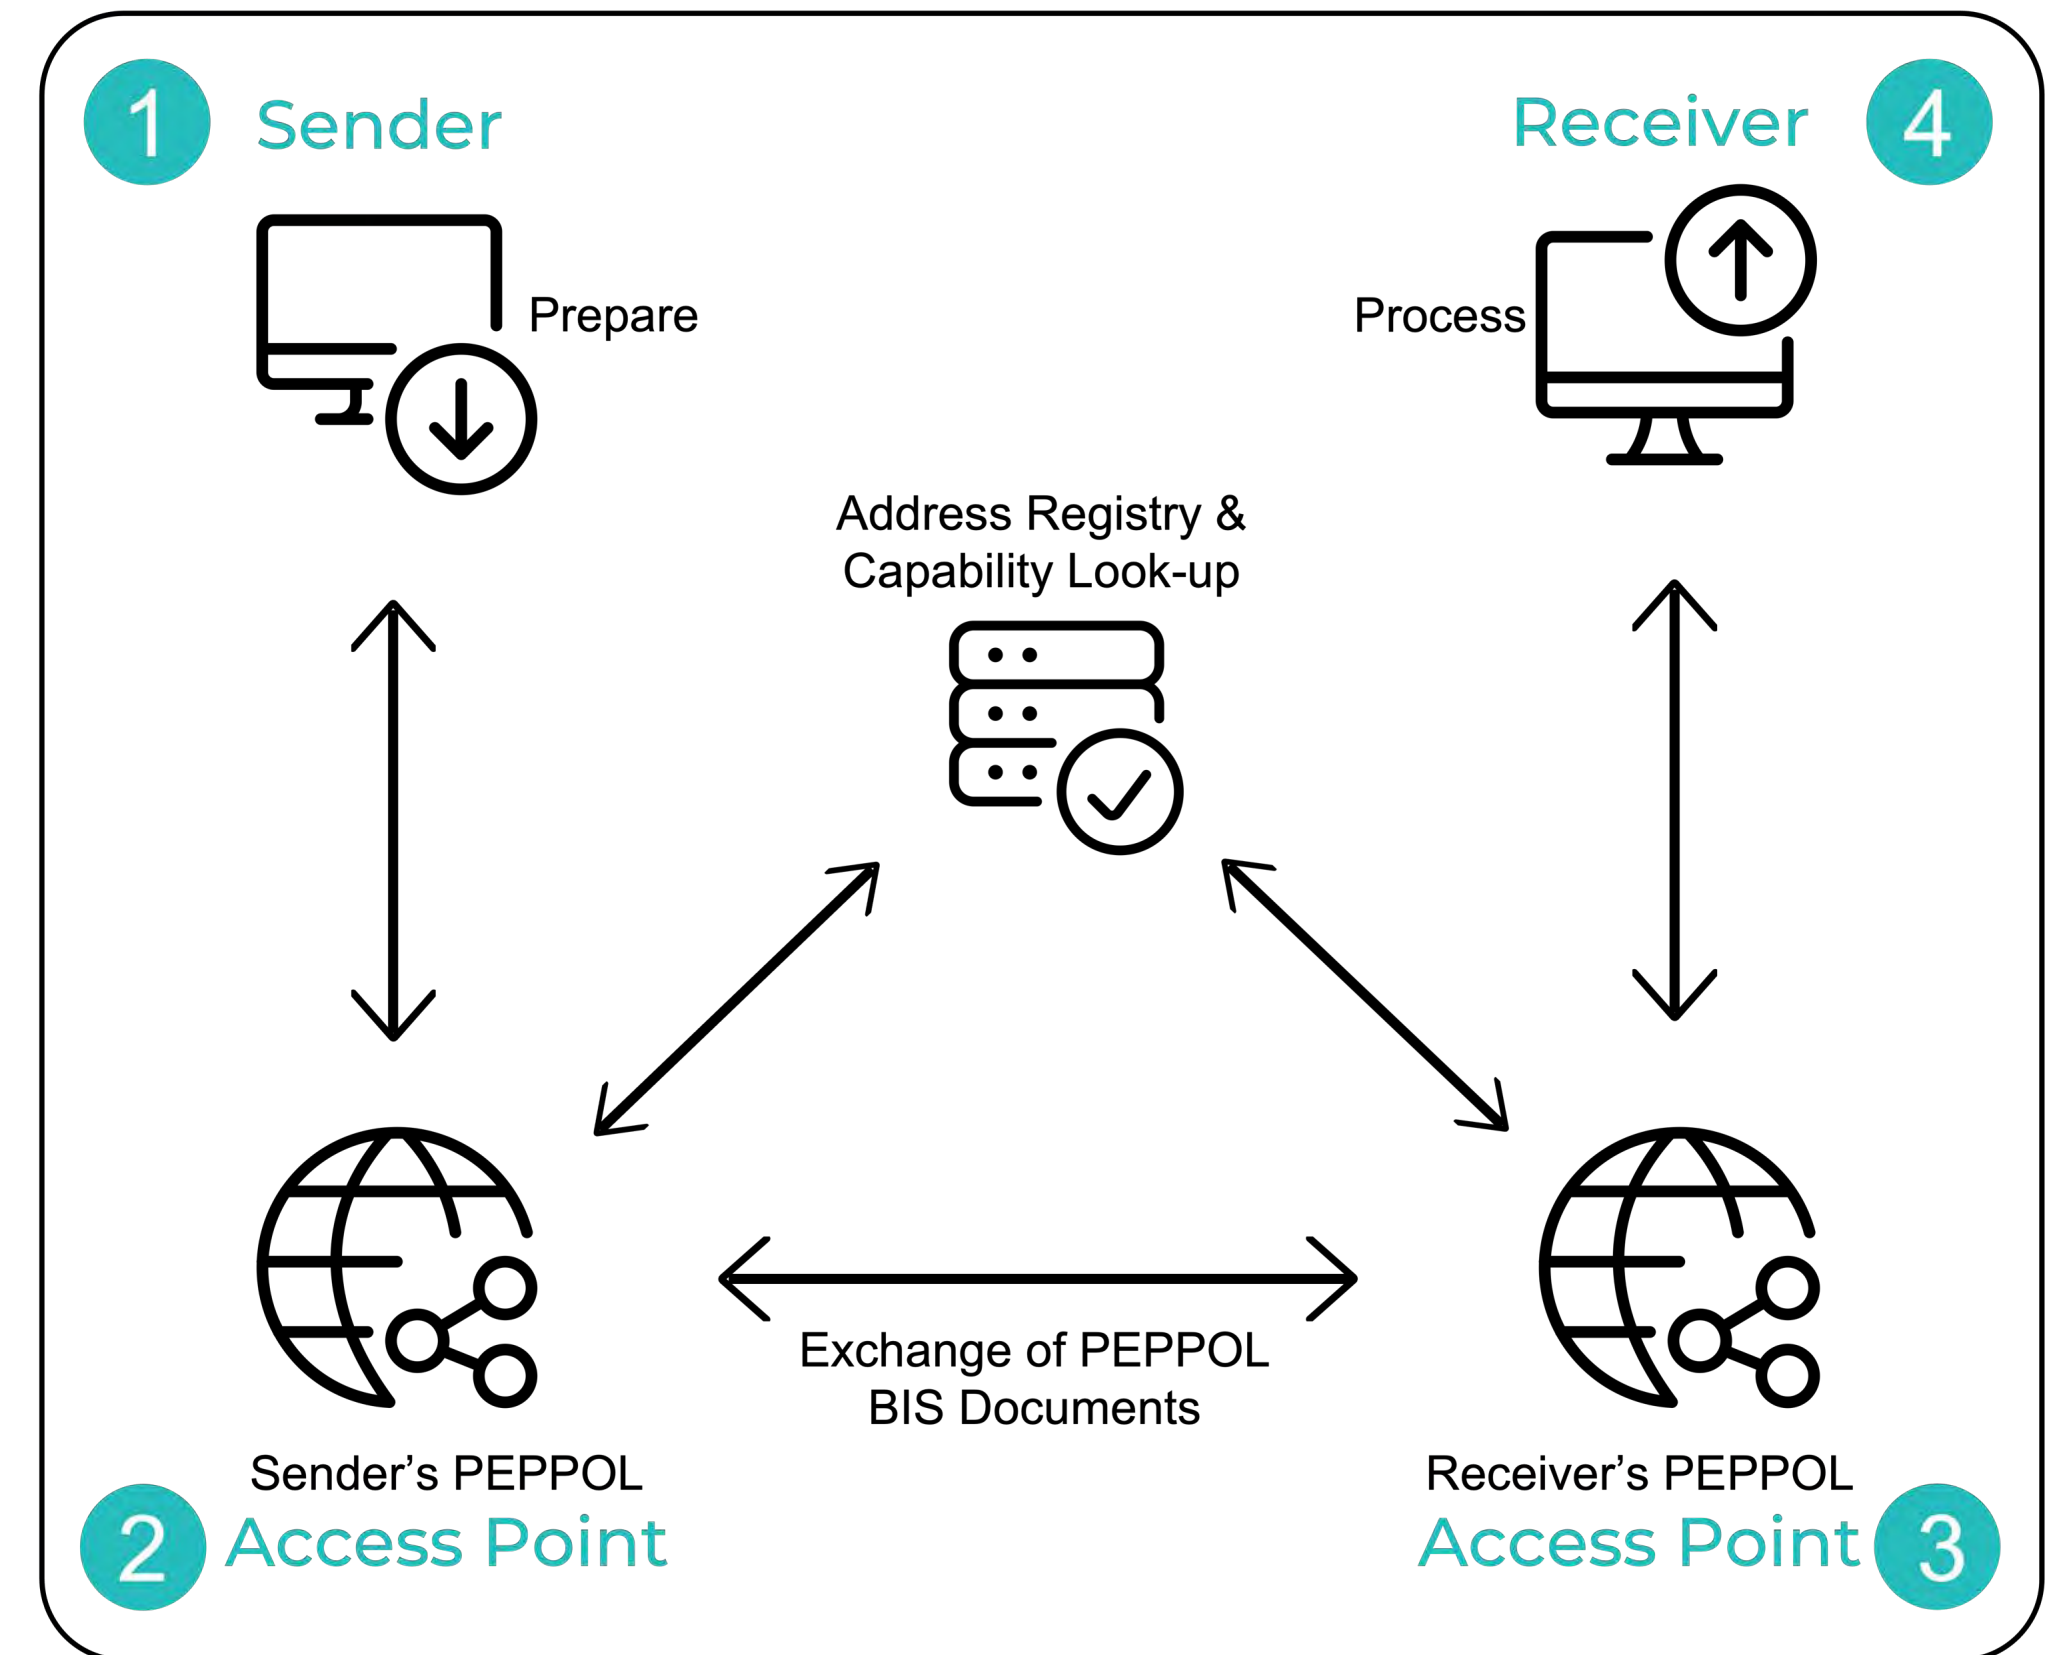 1 Sender
Receiver 4
Prepare
Process
Address Registry &
Capability Look-up
Exchange of PEPPOL
BIS Documents
Sender’s PEPPOL
2 Access Point
Receiver’s PEPPOL
Access Point 3